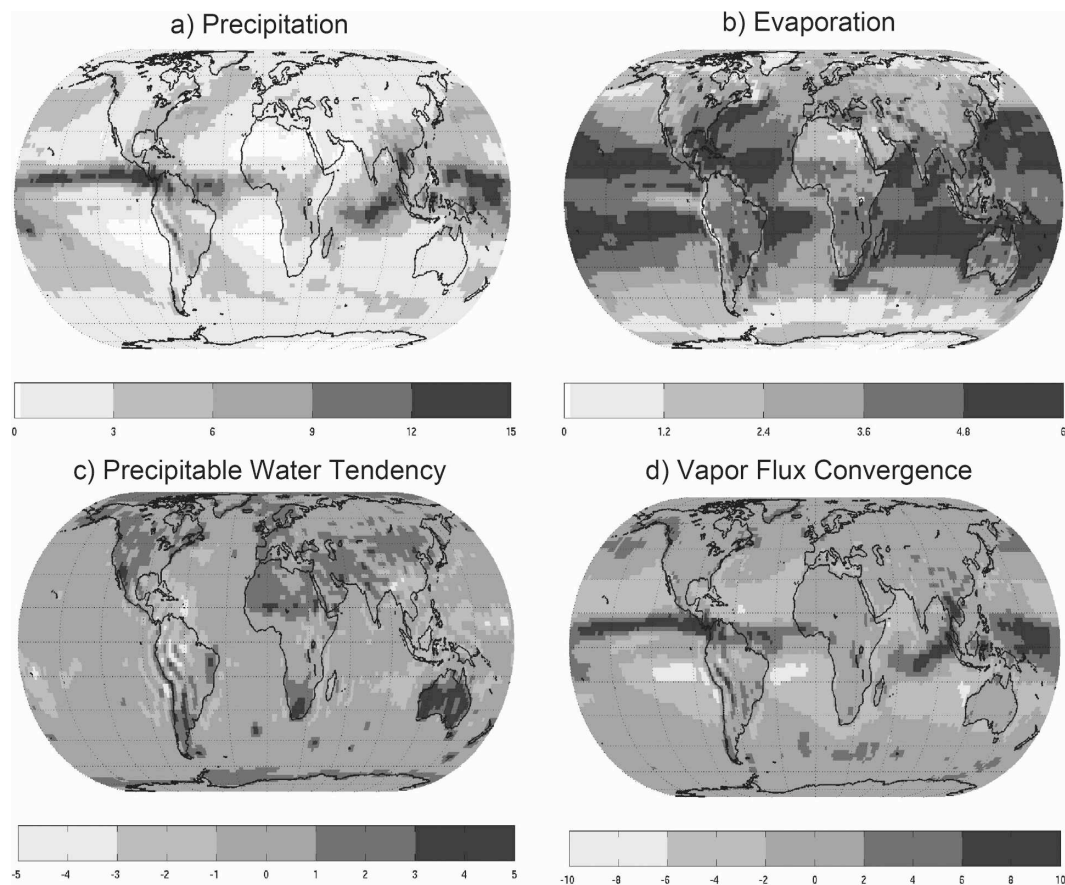 a) Precipitation
b) Evaporation
0 3 6 9 12 15
0 1.2 2.4 3.6 4.8 6
c) Precipitable Water Tendency
d) Vapor Flux Convergence
-5 -4 -3 -2 -1 0 1 2 3 4 5
-10 -8 -6 -4 -2 0 2 4 6 8 10